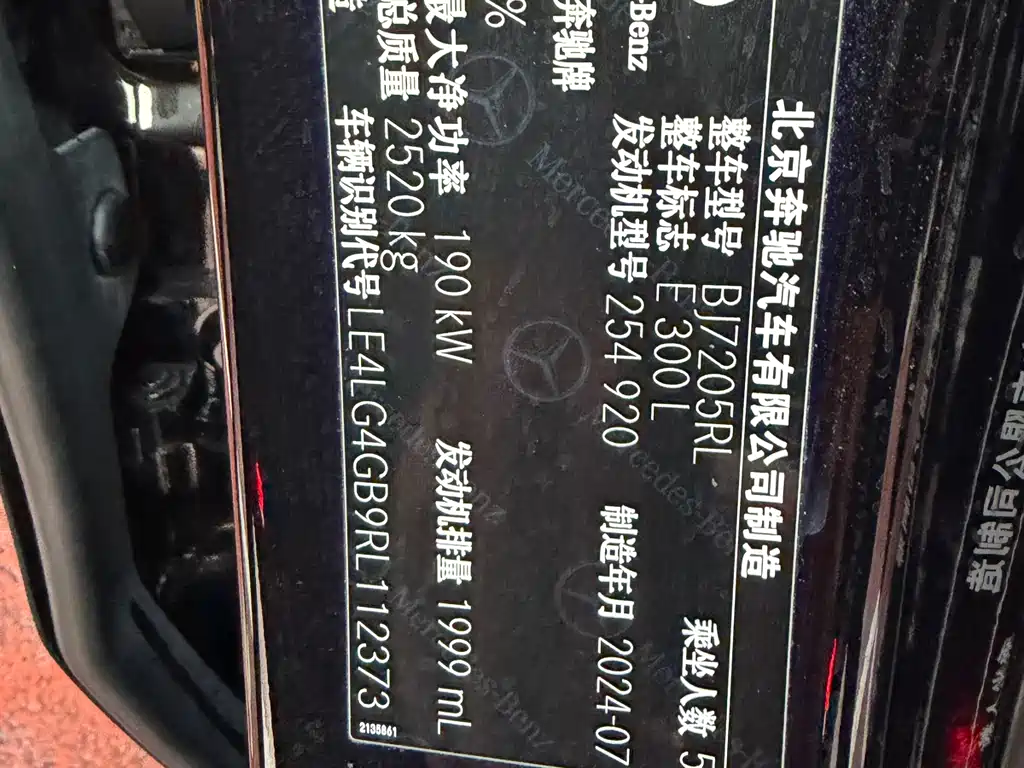 北京奔驰汽车有限公司制造
-Benz 整车型号 BJ7205RL 乘坐人数 5
奔驰牌 整车标志 E 300 L
发动机型号 254 920 制造年月 2024-07
%
最大净功率 190 kW 发动机排量 1999 mL
总质量 2520 kg
车辆识别代号 LE4LG4GB9RL112373
2135861
Mercedes-Benz